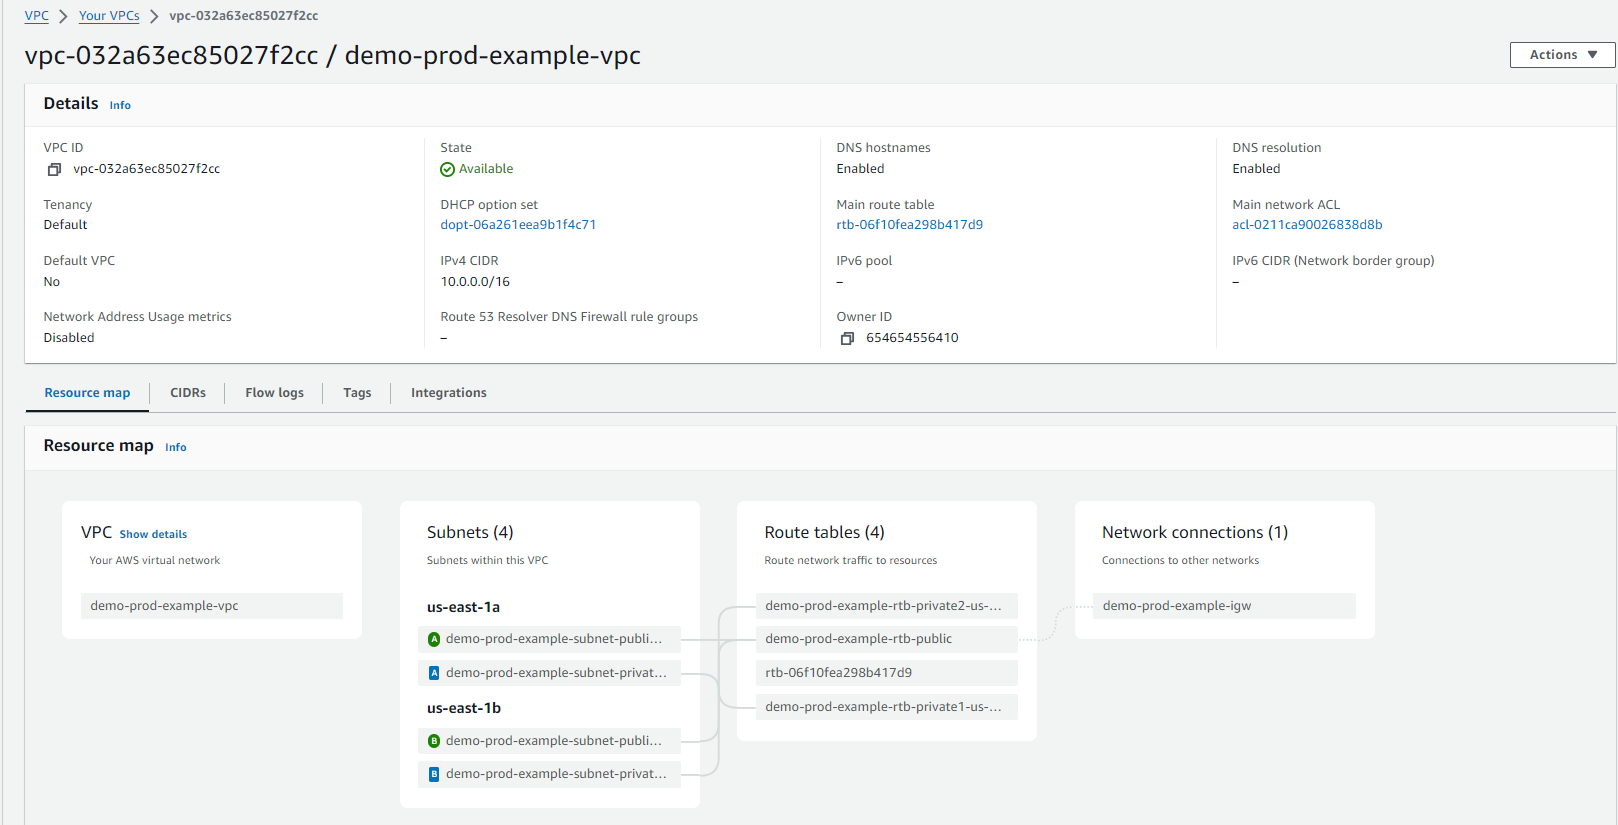 VPC > Your VPCs > vpc-032a63ec85027f2cc
vpc-032a63ec85027f2cc / demo-prod-example-vpc
Actions ▼
Details Info
VPC ID
vpc-032a63ec85027f2cc
State
Available
DNS hostnames
Enabled
DNS resolution
Enabled
Tenancy
Default
DHCP option set
dopt-06a261eea9b1f4c71
Main route table
rtb-06f10fea298b417d9
Main network ACL
acl-0211ca90026838d8b
Default VPC
No
IPv4 CIDR
10.0.0.0/16
IPv6 pool
–
IPv6 CIDR (Network border group)
–
Network Address Usage metrics
Disabled
Route 53 Resolver DNS Firewall rule groups
–
Owner ID
654654556410
Resource map
CIDRs
Flow logs
Tags
Integrations
Resource map Info
VPC Show details
Your AWS virtual network
demo-prod-example-vpc
Subnets (4)
Subnets within this VPC
us-east-1a
A demo-prod-example-subnet-publi...
A demo-prod-example-subnet-privat...
us-east-1b
B demo-prod-example-subnet-publi...
B demo-prod-example-subnet-privat...
Route tables (4)
Route network traffic to resources
demo-prod-example-rtb-private2-us-...
demo-prod-example-rtb-public
rtb-06f10fea298b417d9
demo-prod-example-rtb-private1-us-...
Network connections (1)
Connections to other networks
demo-prod-example-igw